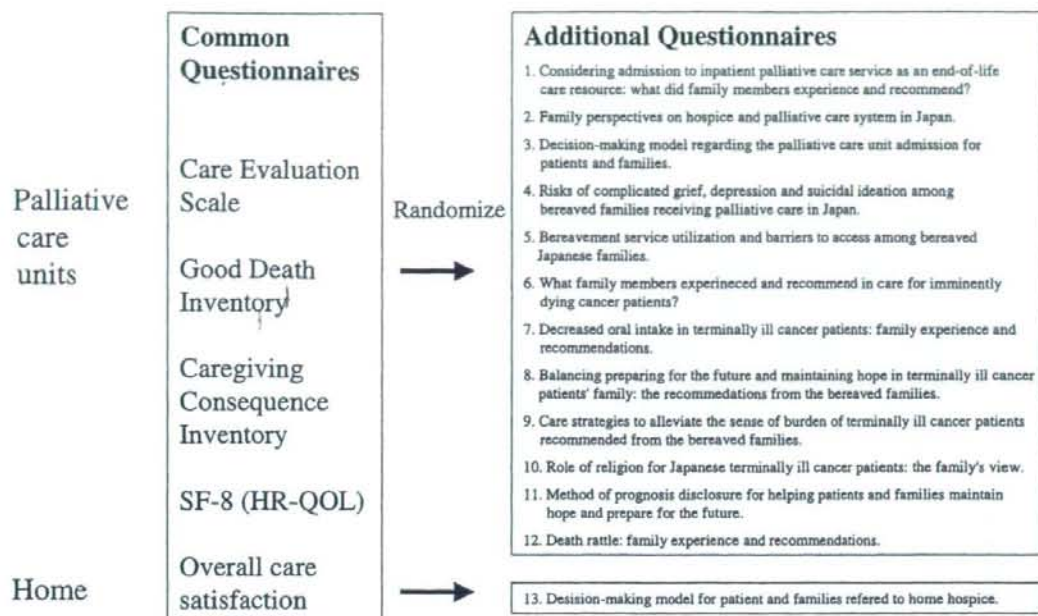 Common
Questionnaires
Care Evaluation
Scale
Good Death
Inventory
Caregiving
Consequence
Inventory
SF-8 (HR-QOL)
Overall care
satisfaction
Palliative
care
units
Home
Randomize
Additional Questionnaires
1. Considering admission to inpatient palliative care service as an end-of-life
care resource: what did family members experience and recommend?
2. Family perspectives on hospice and palliative care system in Japan.
3. Decision-making model regarding the palliative care unit admission for
patients and families.
4. Risks of complicated grief, depression and suicidal ideation among
bereaved families receiving palliative care in Japan.
5. Bereavement service utilization and barriers to access among bereaved
Japanese families.
6. What family members experineced and recommend in care for imminently
dying cancer patients?
7. Decreased oral intake in terminally ill cancer patients: family experience and
recommendations.
8. Balancing preparing for the future and maintaining hope in terminally ill cancer
patients' family: the recommedations from the bereaved families.
9. Care strategies to alleviate the sense of burden of terminally ill cancer patients
recommended from the bereaved families.
10. Role of religion for Japanese terminally ill cancer patients: the family's view.
11. Method of prognosis disclosure for helping patients and families maintain
hope and prepare for the future.
12. Death rattle: family experience and recommendations.
13. Desision-making model for patient and families refered to home hospice.